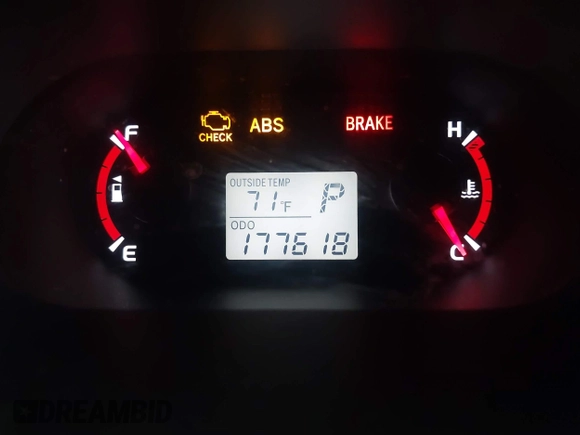 F
CHECK ABS BRAKE H
OUTSIDE TEMP
71°F P
ODO
177618
E C
DREAMBID